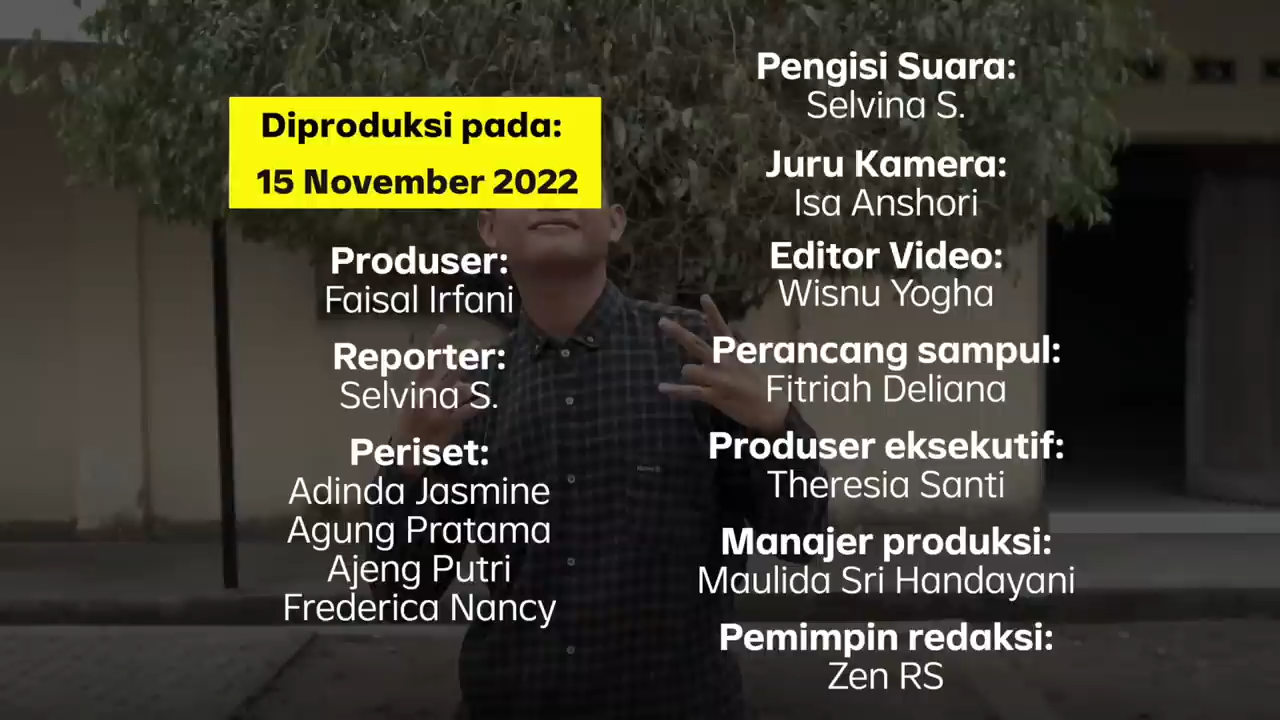 Diproduksi pada:
15 November 2022
Produser:
Faisal Irfani
Reporter:
Selvina S.
Periset:
Adinda Jasmine
Agung Pratama
Ajeng Putri
Frederica Nancy
Pengisi Suara:
Selvina S.
Juru Kamera:
Isa Anshori
Editor Video:
Wisnu Yogha
Perancang sampul:
Fitriah Deliana
Produser eksekutif:
Theresia Santi
Manajer produksi:
Maulida Sri Handayani
Pemimpin redaksi:
Zen RS